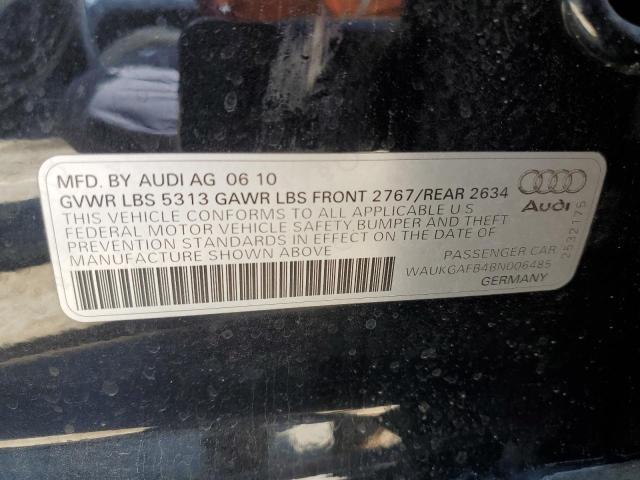 MFD. BY AUDI AG 06 10
GVWR LBS 5313 GAWR LBS FRONT 2767/REAR 2634
THIS VEHICLE CONFORMS TO ALL APPLICABLE U S
FEDERAL MOTOR VEHICLE SAFETY BUMPER AND THEFT
PREVENTION STANDARDS IN EFFECT ON THE DATE OF
MANUFACTURE SHOWN ABOVE
Audi
2532 175
PASSENGER CAR
WAUKGAFB4BN006485
GERMANY